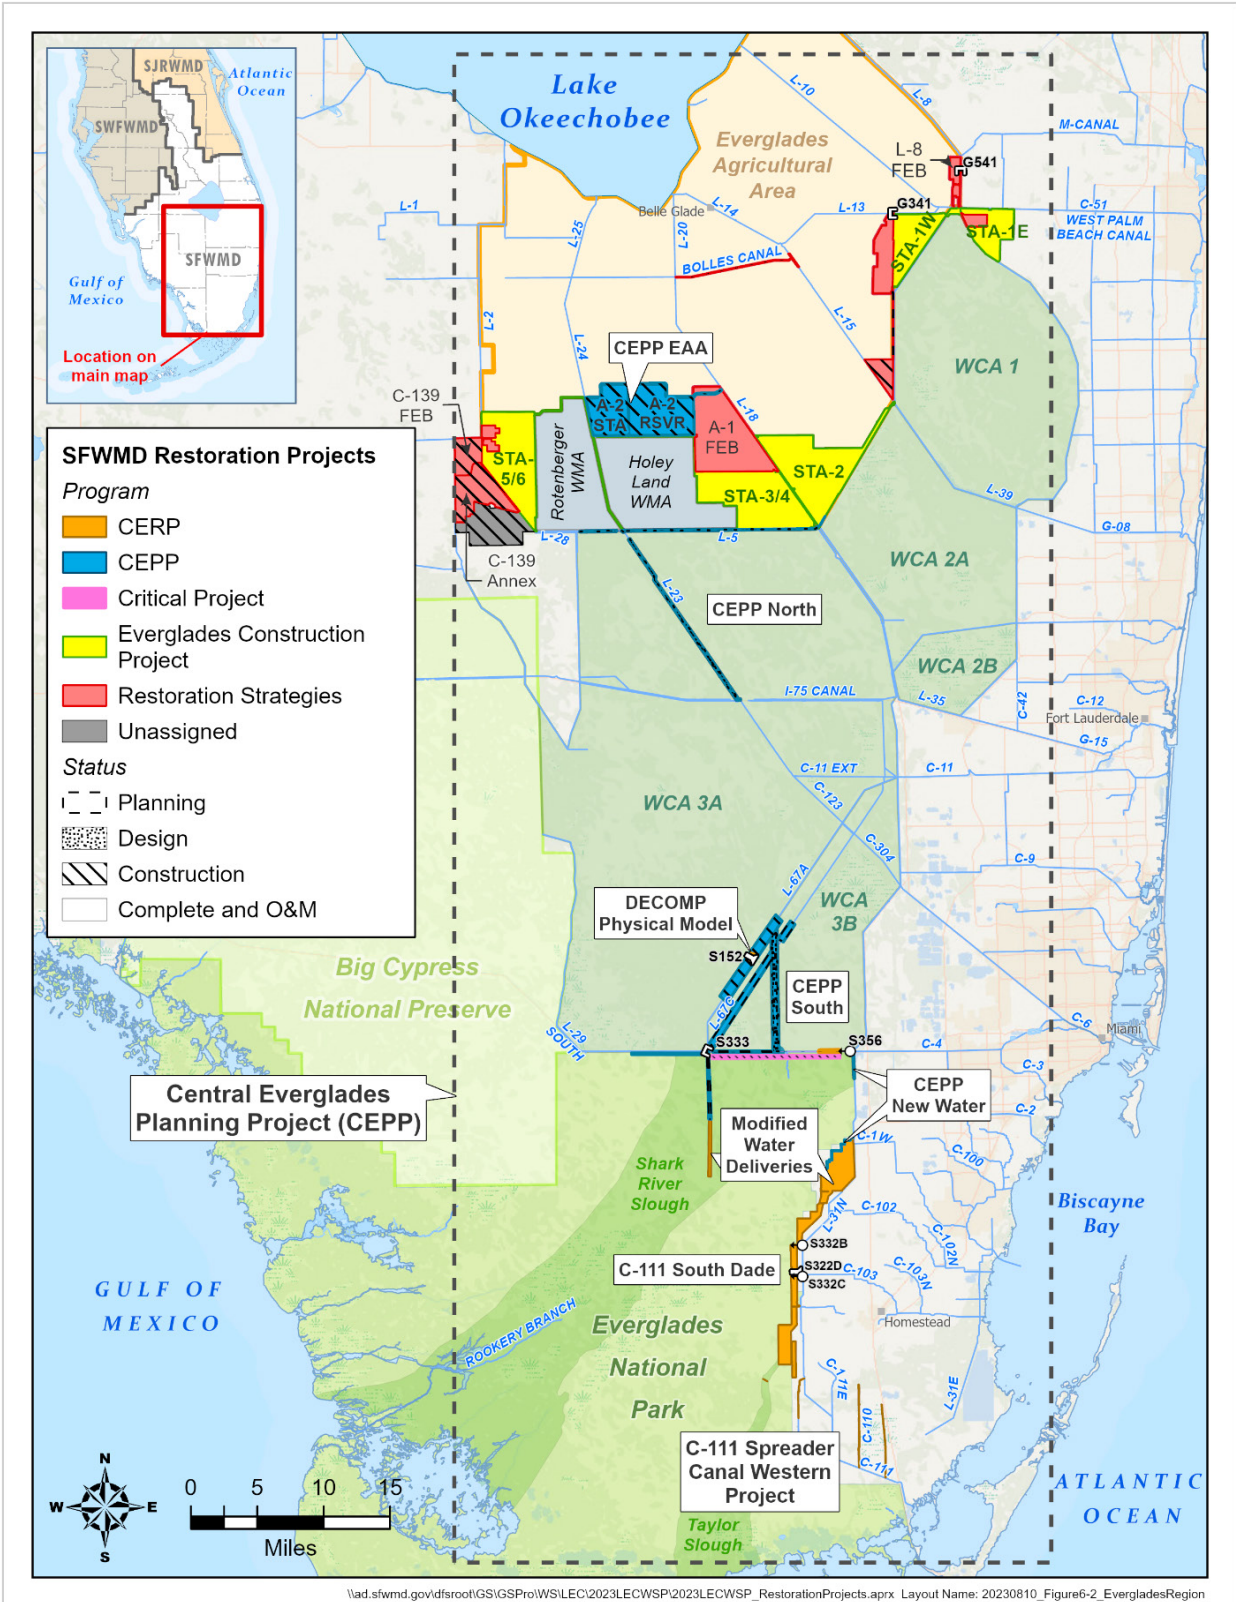 SJRWMD
Atlantic
Ocean
SWFWMD
SFWMD
Gulf of
Mexico
Location on
main map
Lake
Okeechobee
Everglades
Agricultural
Area
L-10
L-8
M-CANAL
L-8
FEB
G541
L-1
L-25
Belle Glade
L-14
L-20
L-13
G341
C-51
WEST PALM
BEACH CANAL
STA-1W
STA-1E
BOLLES CANAL
L-2
L-24
L-15
CEPP EAA
WCA 1
C-139
FEB
A-2
STA
A-2
RSVR
L-18
A-1
FEB
STA-
5/6
Rotenberger
WMA
Holey
Land
WMA
STA-3/4
STA-2
L-39
G-08
L-28
L-5
C-139
Annex
WCA 2A
L-23
CEPP North
WCA 2B
I-75 CANAL
L-35
C-42
C-12
Fort Lauderdale
G-15
C-11 EXT
C-11
WCA 3A
C-123
C-304
C-9
L-67A
WCA
3B
DECOMP
Physical Model
S152
CEPP
South
L-67C
Big Cypress
National Preserve
L-29
SOUTH
S333
S356
C-4
C-6
Miami
C-3
Central Everglades
Planning Project (CEPP)
CEPP
New Water
C-2
Modified
Water
Deliveries
C-1W
C-100
Shark
River
Slough
L-31N
C-102
C-102N
Biscayne
Bay
S332B
C-111 South Dade
S322D
S332C
C-103
C-103N
GULF OF
MEXICO
Homestead
ROOKERY BRANCH
Everglades
National
Park
C-111E
L-31E
C-110
C-111
C-111 Spreader
Canal Western
Project
Taylor
Slough
ATLANTIC
OCEAN
SFWMD Restoration Projects
Program
CERP
CEPP
Critical Project
Everglades Construction
Project
Restoration Strategies
Unassigned
Status
Planning
Design
Construction
Complete and O&M
N
W
E
S
0 5 10 15
Miles
\\ad.sfwmd.gov\dfsroot\GS\GSPro\WS\LEC\2023LECWSP\2023LECWSP_RestorationProjects.aprx Layout Name: 20230810_Figure6-2_EvergladesRegion